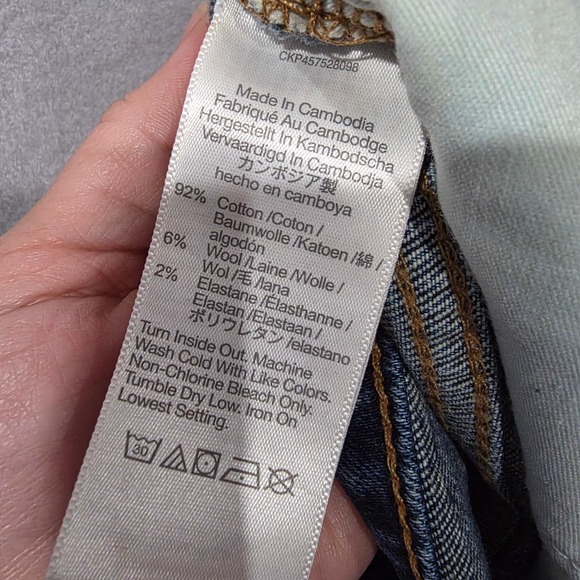 CKP457528098
Made In Cambodia
Fabriqué Au Cambodge
Hergestellt In Kambodscha
Vervaardigd In Cambodja
カンボジア製
hecho en camboya
92% Cotton /Coton /
Baumwolle /Katoen /綿 /
algodón
6% Wool /Laine /Wolle /
Wol /毛 /lana
2% Elastane /Élasthanne /
Elastan /Elastaan /
ポリウレタン /elastano
Turn Inside Out. Machine
Wash Cold With Like Colors.
Non-Chlorine Bleach Only.
Tumble Dry Low. Iron On
Lowest Setting.
30